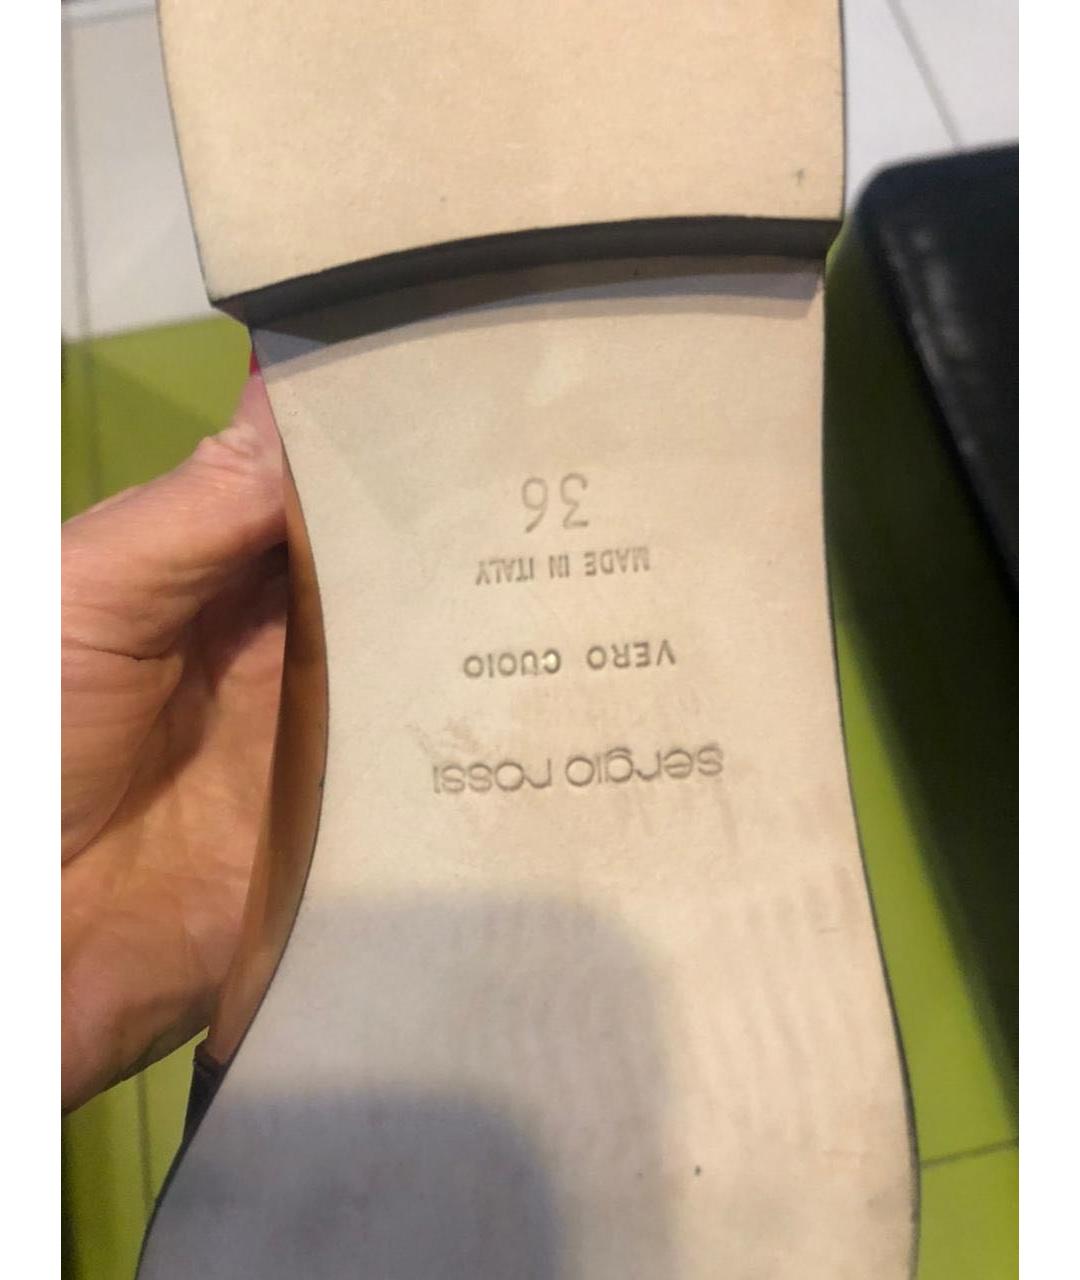 sergio rossi
VERO CUOIO
MADE IN ITALY
36